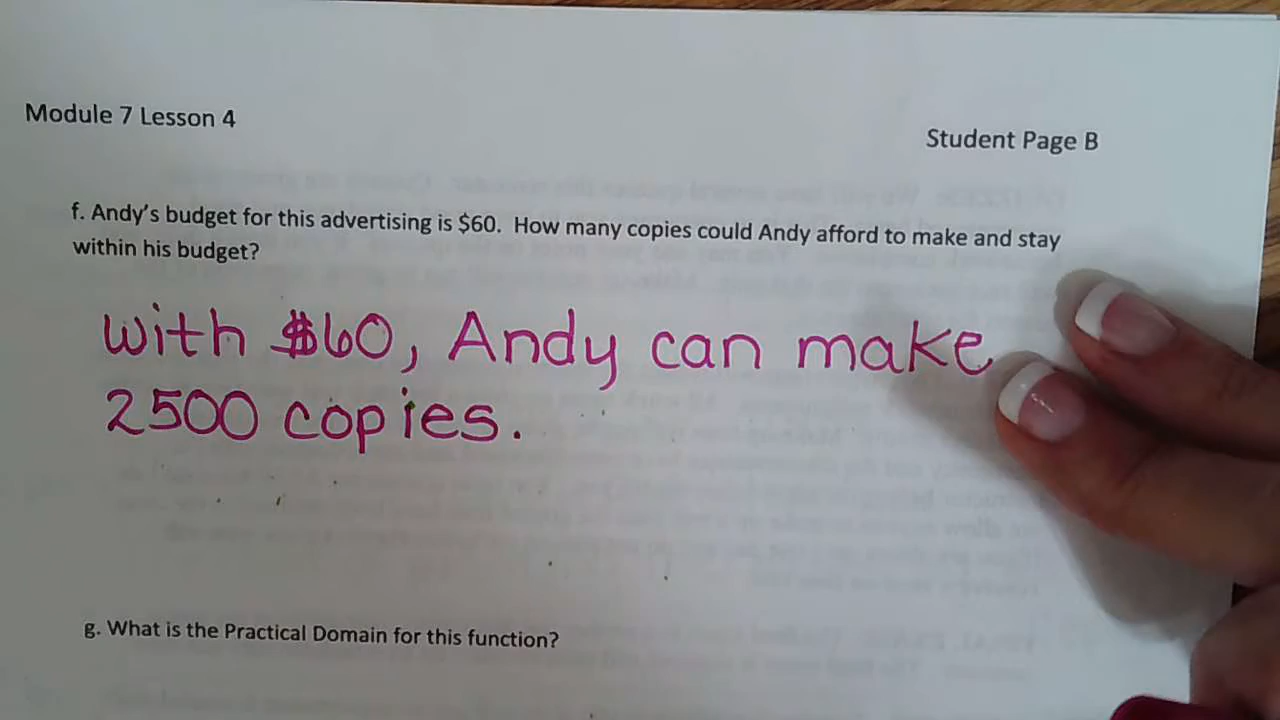 Module 7 Lesson 4
Student Page B
f. Andy's budget for this advertising is $60. How many copies could Andy afford to make and stay
within his budget?
with $60, Andy can make
2500 copies.
g. What is the Practical Domain for this function?